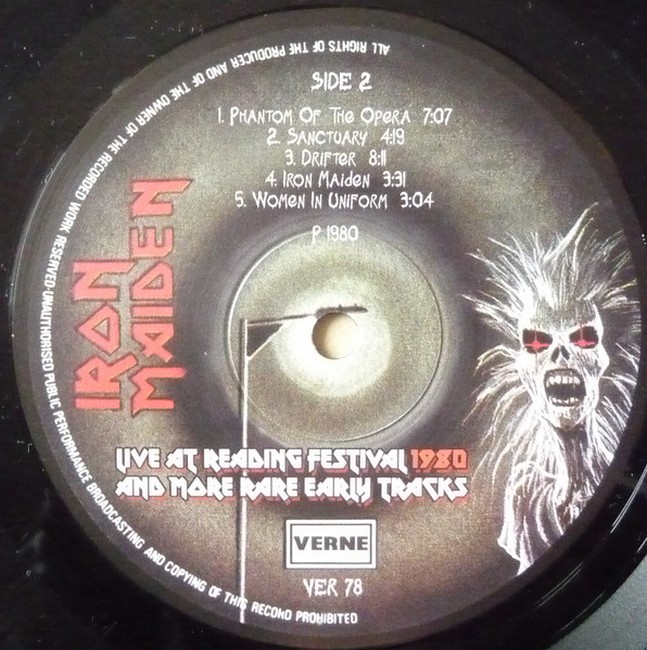 ALL RIGHTS OF THE PRODUCER AND OF THE OWNER OF THE RECORDED WORK RESERVED-UNAUTHORISED PUBLIC PERFORMANCE BROADCASTING AND COPYING OF THIS RECORD PROHIBITED
SIDE 2
1. PHANTOM OF THE OPERA 7:07
2. SANCTUARY 4:19
3. DRIFTER 8:11
4. IRON MAIDEN 3:31
5. WOMEN IN UNIFORM 3:04
P 1980
IRON
MAIDEN
LIVE AT READING FESTIVAL 1980
AND MORE RARE EARLY TRACKS
VERNE
VER 78